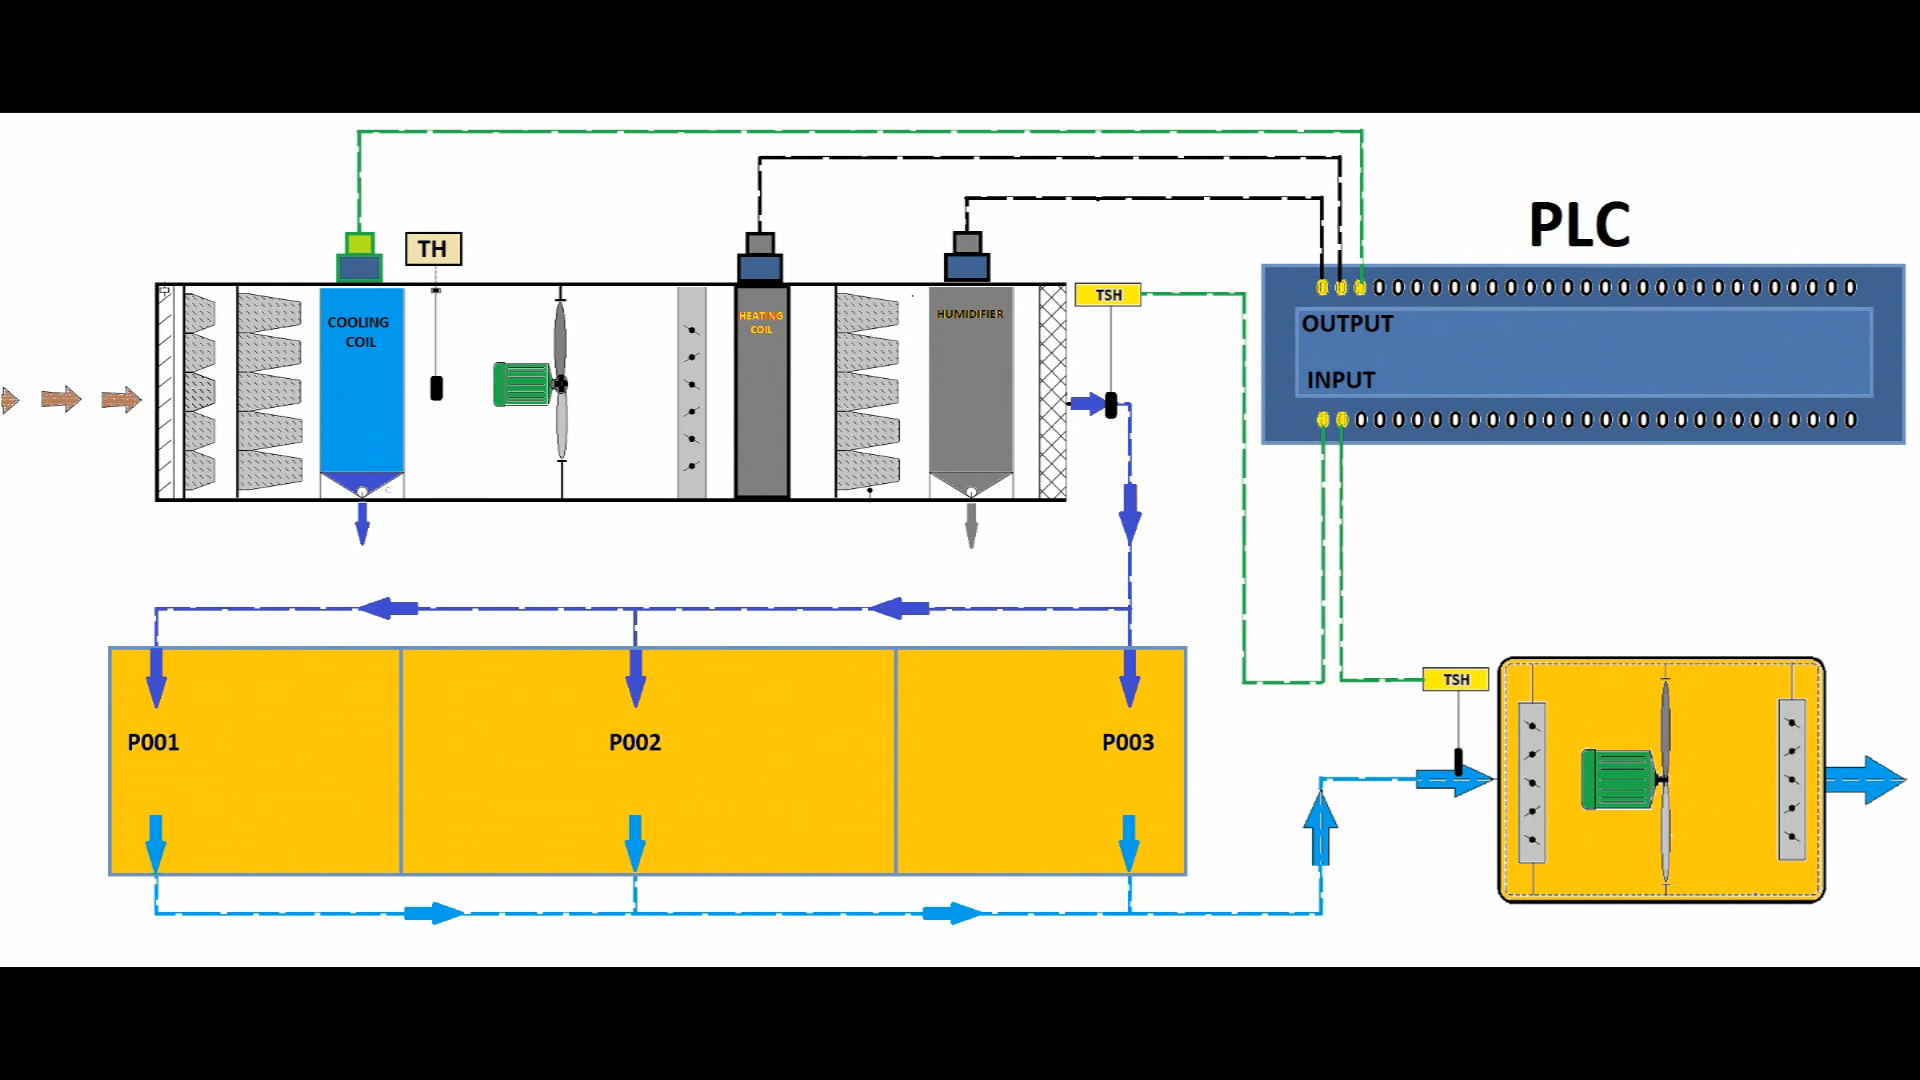 PLC
TH
TSH
COOLING
COIL
HEATING
COIL
HUMIDIFIER
OUTPUT
INPUT
P001
P002
P003
TSH